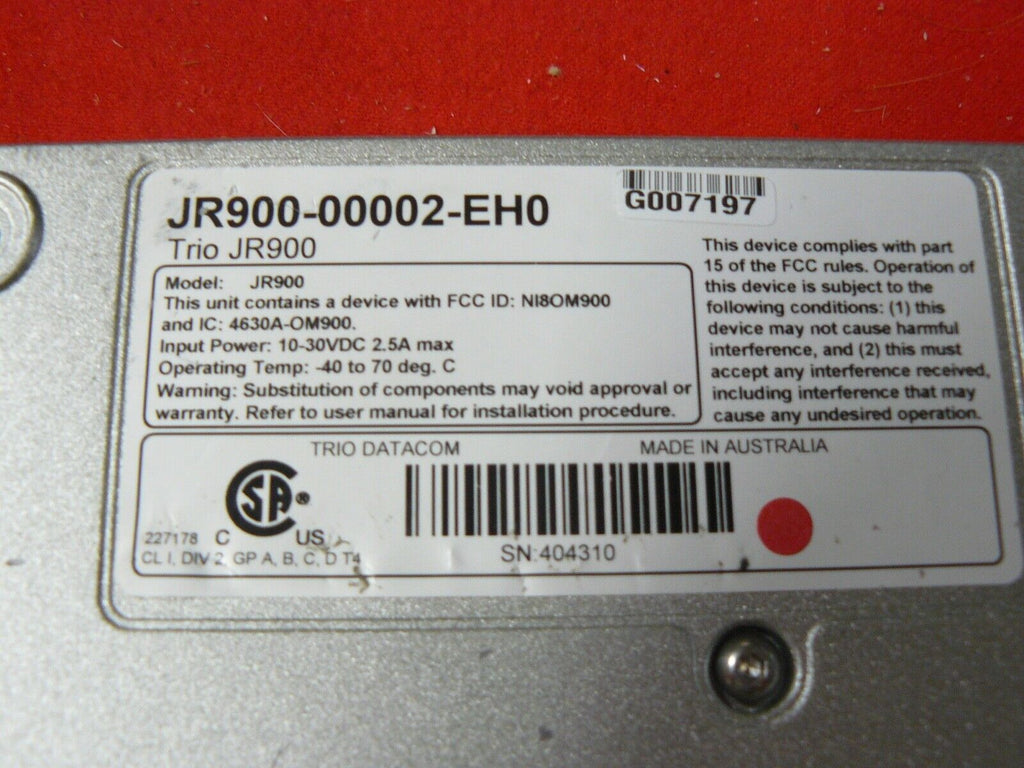 JR900-00002-EH0
G007197
Trio JR900
Model: JR900
This unit contains a device with FCC ID: NI8OM900
and IC: 4630A-OM900.
Input Power: 10-30VDC 2.5A max
Operating Temp: -40 to 70 deg. C
Warning: Substitution of components may void approval or
warranty. Refer to user manual for installation procedure.
This device complies with part
15 of the FCC rules. Operation of
this device is subject to the
following conditions: (1) this
device may not cause harmful
interference, and (2) this must
accept any interference received,
including interference that may
cause any undesired operation.
TRIO DATACOM
MADE IN AUSTRALIA
CSA®
227178 C US
CL I, DIV 2, GP A, B, C, D T4
SN:404310